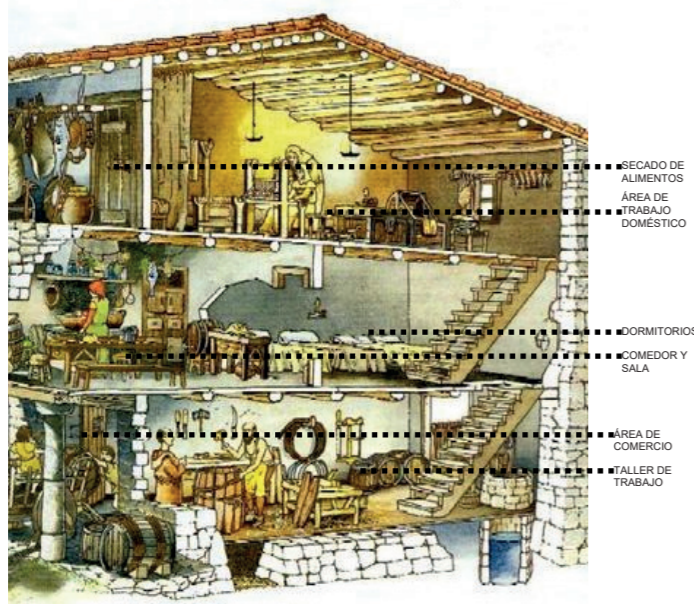 SECADO DE
ALIMENTOS
ÁREA DE
TRABAJO
DOMÉSTICO
DORMITORIOS
COMEDOR Y
SALA
ÁREA DE
COMERCIO
TALLER DE
TRABAJO